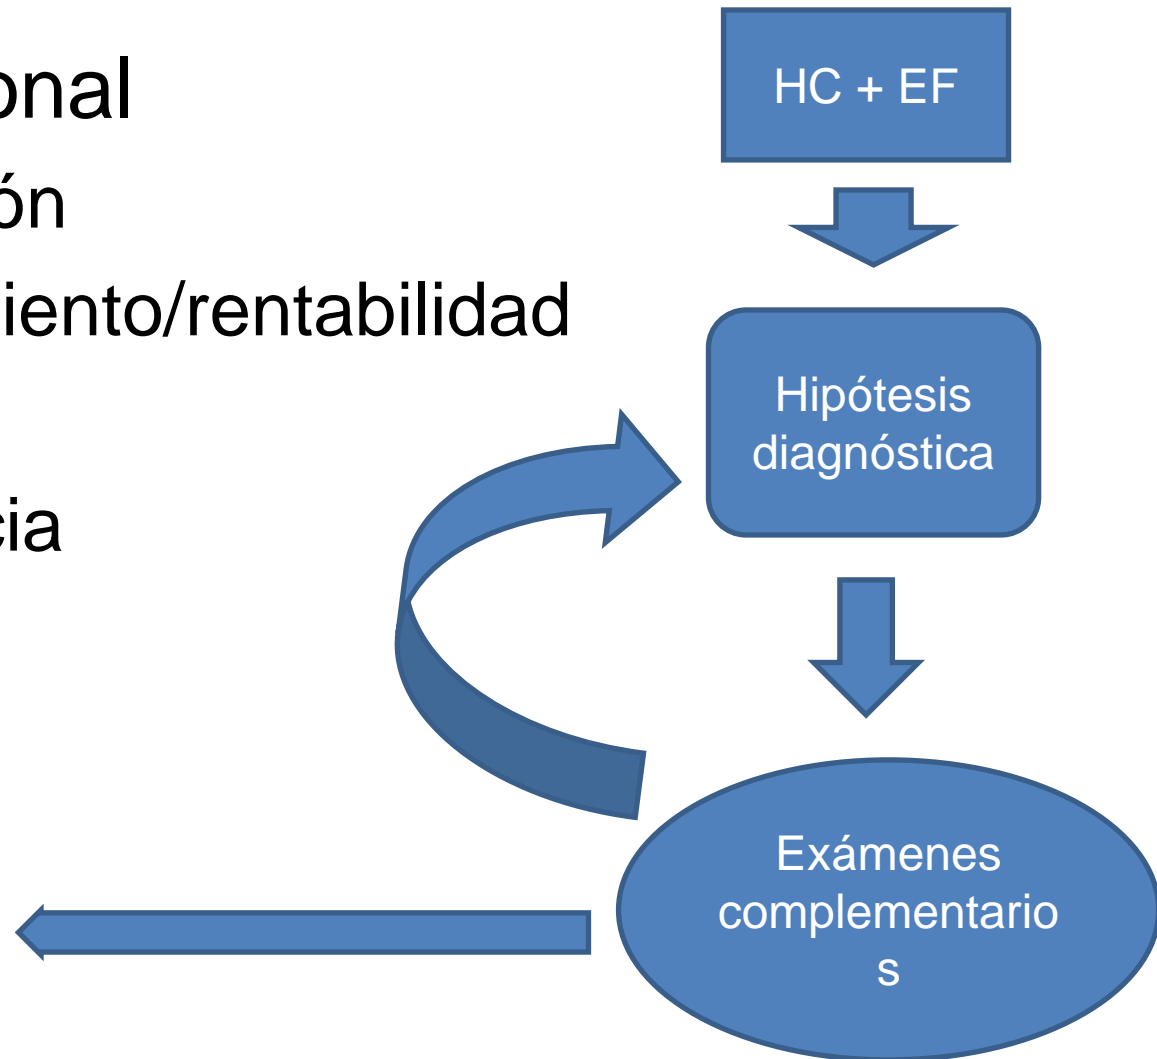 onal
ón
iento/rentabilidad
cia
HC + EF
Hipótesis
diagnóstica
Exámenes
complementario
s